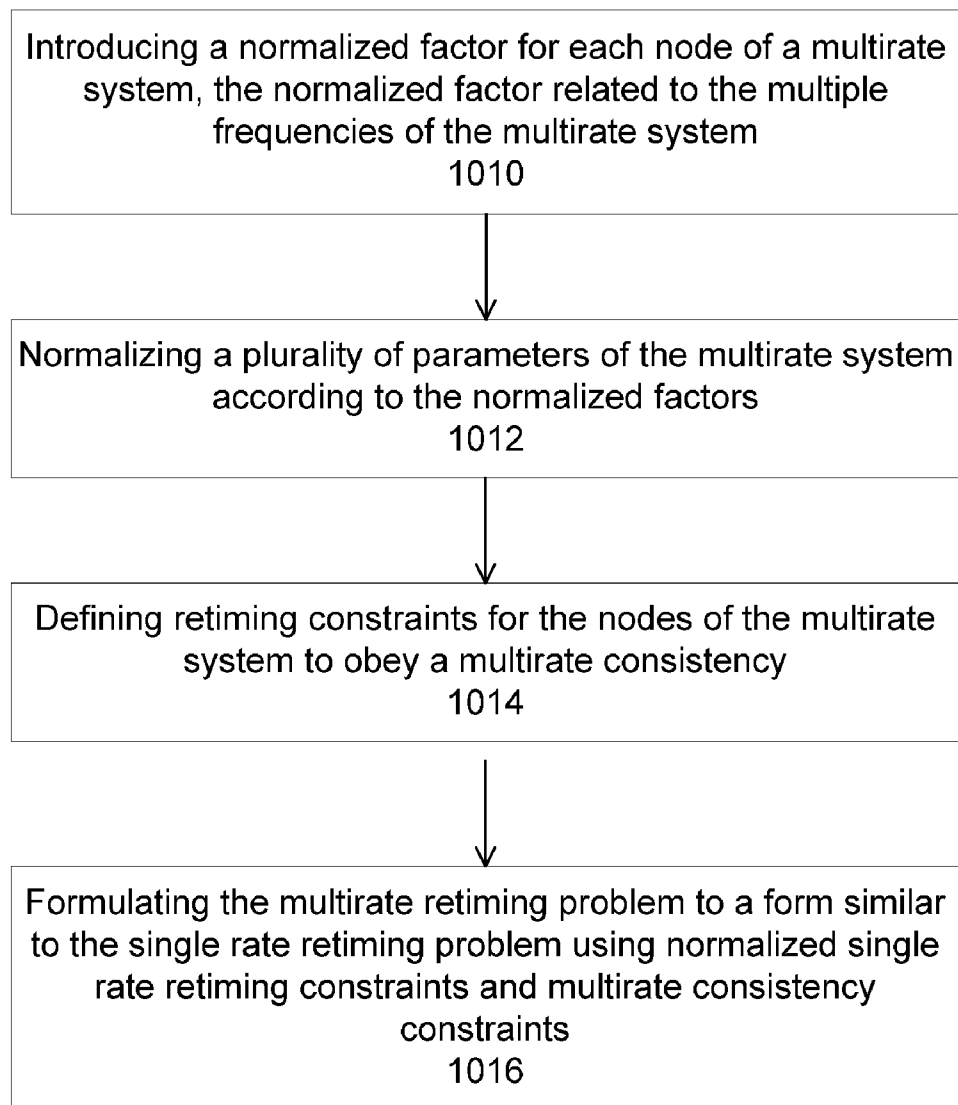 Introducing a normalized factor for each node of a multirate
system, the normalized factor related to the multiple
frequencies of the multirate system
1010
Normalizing a plurality of parameters of the multirate system
according to the normalized factors
1012
Defining retiming constraints for the nodes of the multirate
system to obey a multirate consistency
1014
Formulating the multirate retiming problem to a form similar
to the single rate retiming problem using normalized single
rate retiming constraints and multirate consistency
constraints
1016